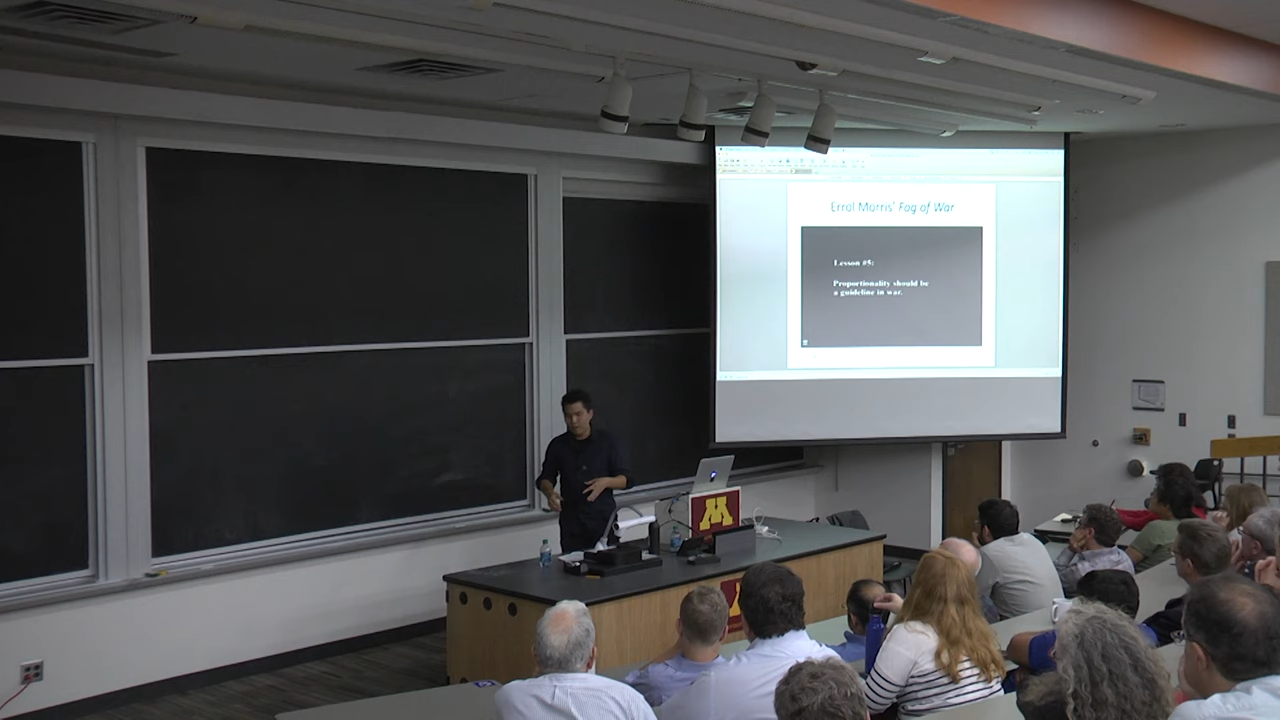 Errol Morris' Fog of War
Lesson #5:
Proportionality should be
a guideline in war.
M